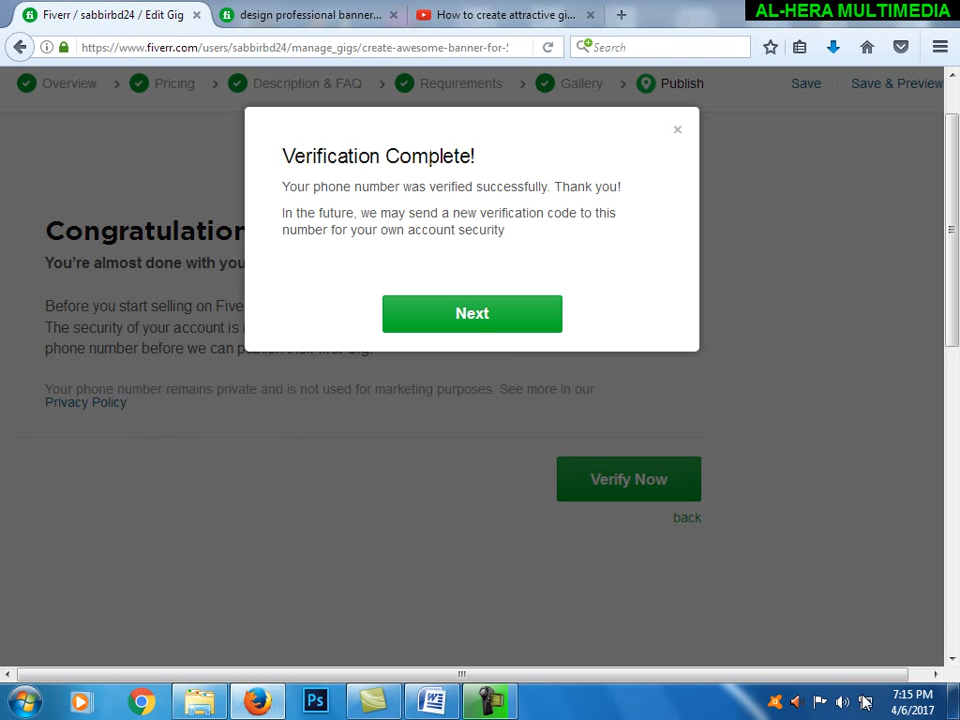 AL-HERA MULTIMEDIA
Fiverr / sabbirbd24 / Edit Gig
design professional banner...
How to create attractive gi...
https://www.fiverr.com/users/sabbirbd24/manage_gigs/create-awesome-banner-for-
Search
Overview
Pricing
Description & FAQ
Requirements
Gallery
Publish
Save
Save & Preview
Verification Complete!
Your phone number was verified successfully. Thank you!
In the future, we may send a new verification code to this
number for your own account security
Next
Congratulation
You're almost done with you
Before you start selling on Fiver
The security of your account is
phone number before we can publish their first Gig.
Your phone number remains private and is not used for marketing purposes. See more in our
Privacy Policy
Verify Now
back
Ps
7:15 PM
4/6/2017